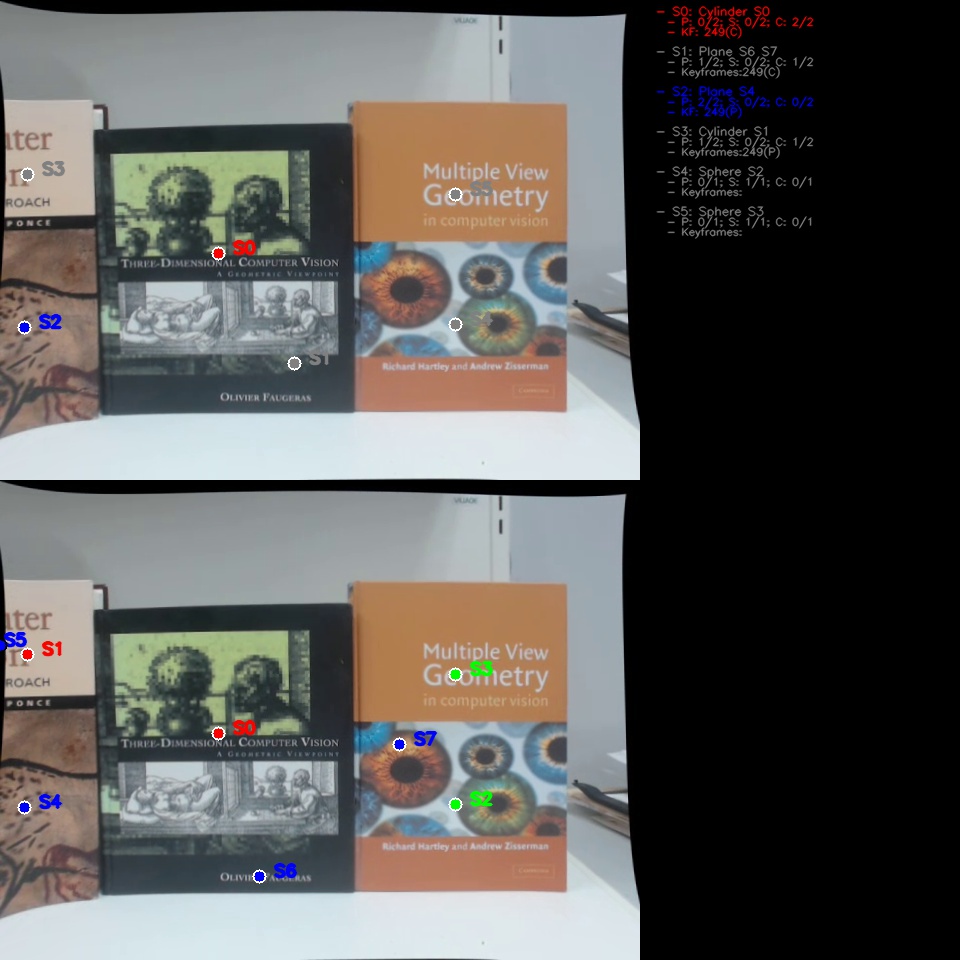 - S0: Cylinder S0
- P: 0/2; S: 0/2; C: 2/2
- KF: 249(C)
- S1: Plane S6 S7
- P: 1/2; S: 0/2; C: 1/2
- Keyframes:249(C)
- S2: Plane S4
- P: 2/2; S: 0/2; C: 0/2
- KF: 249(P)
- S3: Cylinder S1
- P: 1/2; S: 0/2; C: 1/2
- Keyframes:249(P)
- S4: Sphere S2
- P: 0/1; S: 1/1; C: 0/1
- Keyframes:
- S5: Sphere S3
- P: 0/1; S: 1/1; C: 0/1
- Keyframes:
uter
n
S3
ROACH
PONCE
S2
S0
THREE-DIMENSIONAL COMPUTER VISION
A GEOMETRIC VIEWPOINT
S1
OLIVIER FAUGERAS
Multiple View
Geometry
in computer vision
Richard Hartley and Andrew Zisserman
uter
S5
n
S1
ROACH
PONCE
S4
S0
THREE-DIMENSIONAL COMPUTER VISION
A GEOMETRIC VIEWPOINT
S6
Multiple View
Geometry
S3
in computer vision
S7
S2
Richard Hartley and Andrew Zisserman